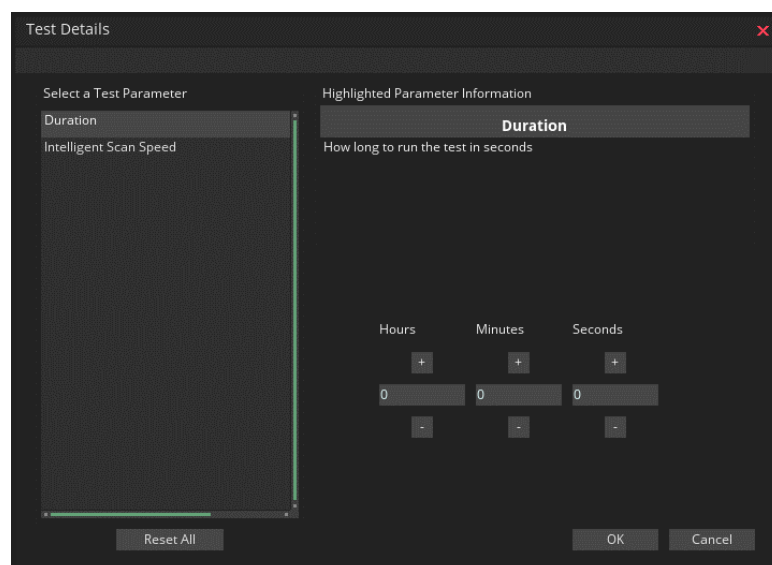 Test Details
Select a Test Parameter
Duration
Intelligent Scan Speed
Reset All
Highlighted Parameter Information
Duration
How long to run the test in seconds
Hours Minutes Seconds
+ + +
0 0 0
- - -
OK Cancel